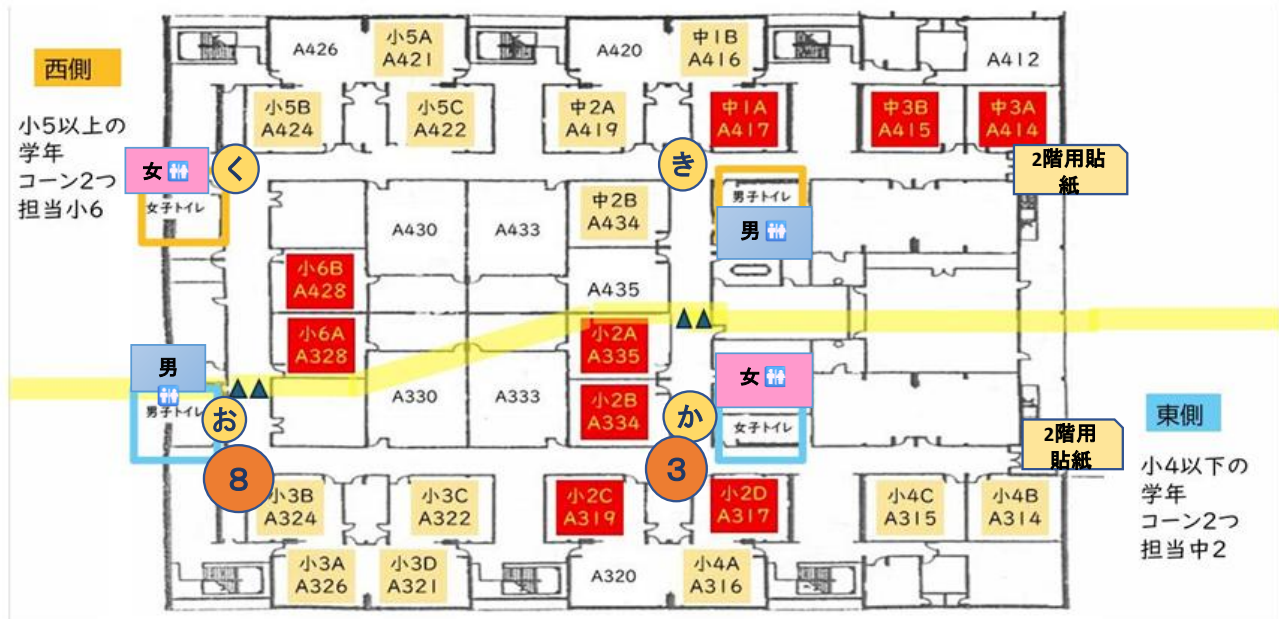 A426
小5A
A421
A420
中1B
A416
A412
西側
小5B
A424
小5C
A422
中2A
A419
中1A
A417
中3B
A415
中3A
A414
小5以上の
学年
コーン2つ
担当小6
女
く
き
2階用貼
紙
女子トイレ
男子トイレ
男
中2B
A434
A430
A433
小6B
A428
A435
小6A
A328
小2A
A335
男
男子トイレ
お
A330
A333
小2B
A334
女
か
女子トイレ
2階用
貼紙
東側
8
3
小4以下の
学年
コーン2つ
担当中2
小3B
A324
小3C
A322
小2C
A319
小2D
A317
小4C
A315
小4B
A314
小3A
A326
小3D
A321
A320
小4A
A316